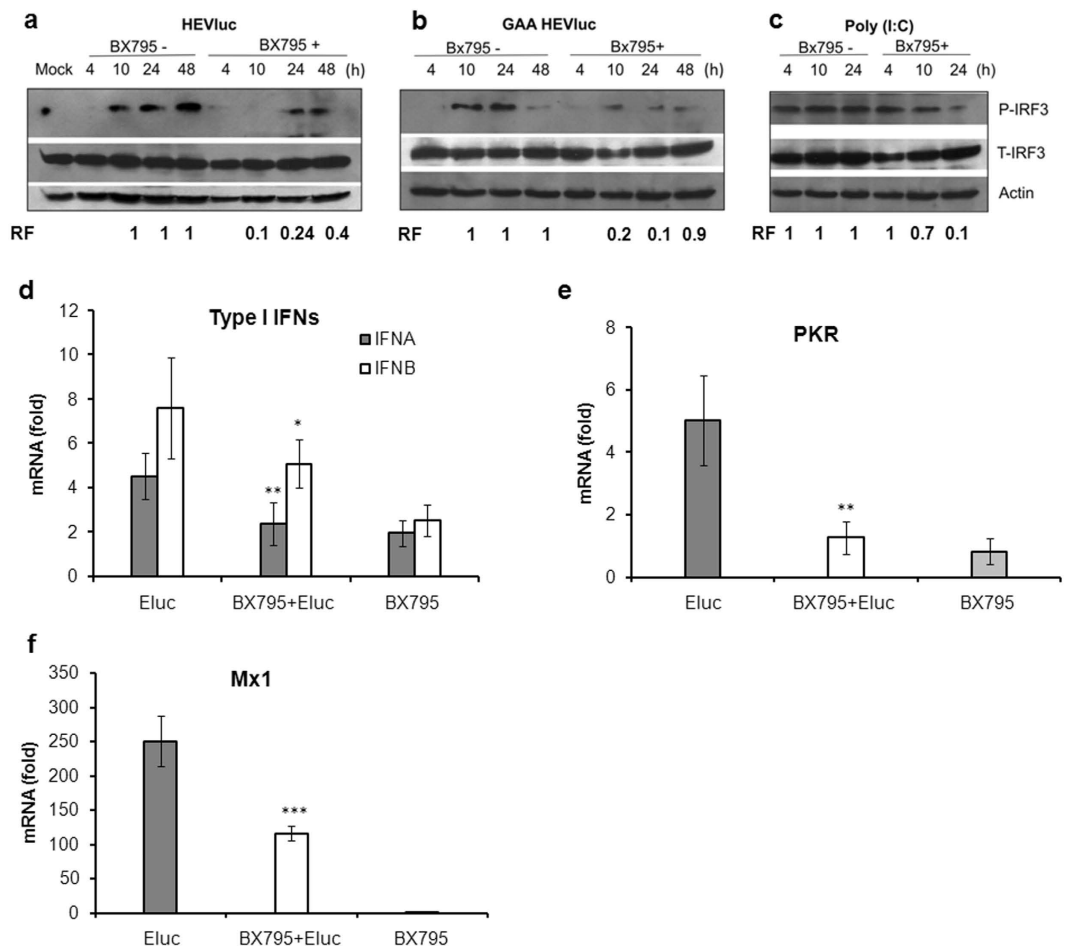 a
HEVluc
BX795 -
BX795 +
Mock 4 10 24 48 4 10 24 48 (h)
RF 1 1 1 0.1 0.24 0.4
b
GAA HEVluc
Bx795 -
Bx795+
4 10 24 48 4 10 24 48 (h)
RF 1 1 1 0.2 0.1 0.9
c
Poly (I:C)
Bx795 -
Bx795+
4 10 24 4 10 24 (h)
P-IRF3
T-IRF3
Actin
RF 1 1 1 1 0.7 0.1
d
Type I IFNs
IFNA
IFNB
mRNA (fold)
12
10
8
6
4
2
0
**
*
Eluc BX795+Eluc BX795
e
PKR
mRNA (fold)
8
6
4
2
0
**
Eluc BX795+Eluc BX795
f
Mx1
mRNA (fold)
350
300
250
200
150
100
50
0
***
Eluc BX795+Eluc BX795